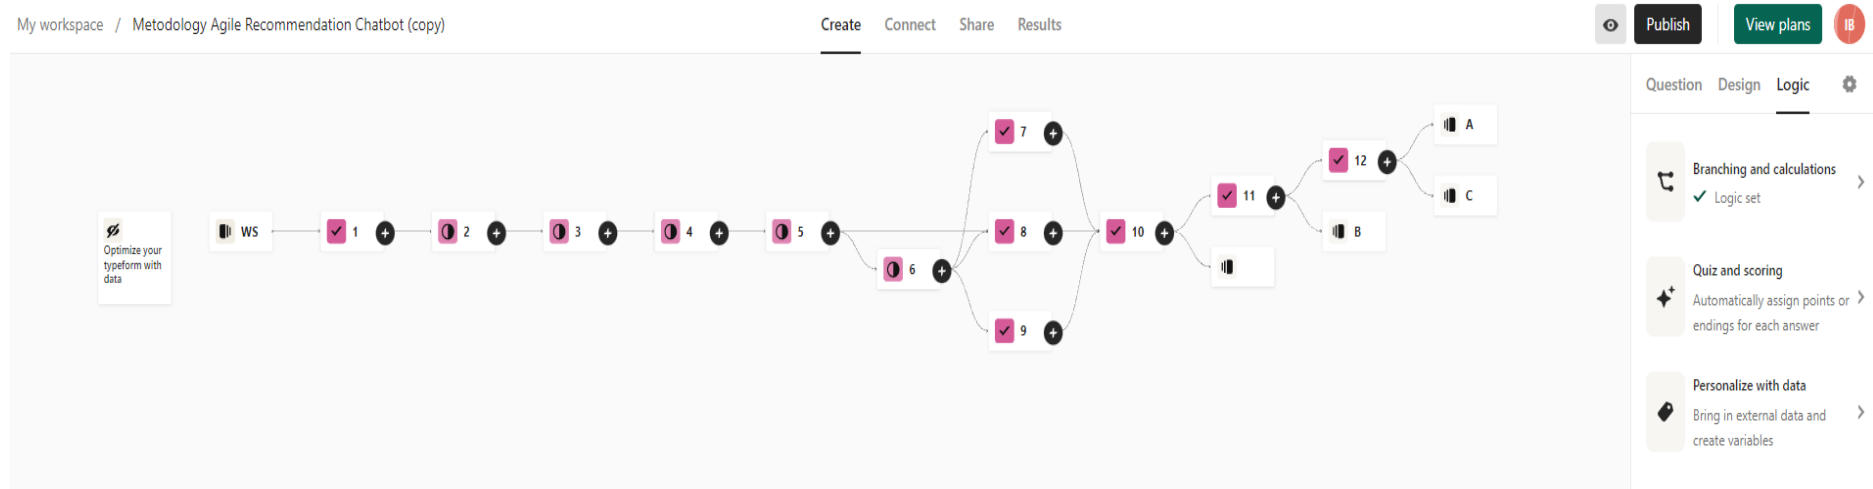 My workspace / Metodology Agile Recommendation Chatbot (copy)
Create Connect Share Results
Publish
View plans
IB
Question Design Logic
Optimize your
typeform with
data
WS
1
2
3
4
5
6
7
8
9
10
11
12
A
B
C
Branching and calculations
Logic set
Quiz and scoring
Automatically assign points or
endings for each answer
Personalize with data
Bring in external data and
create variables